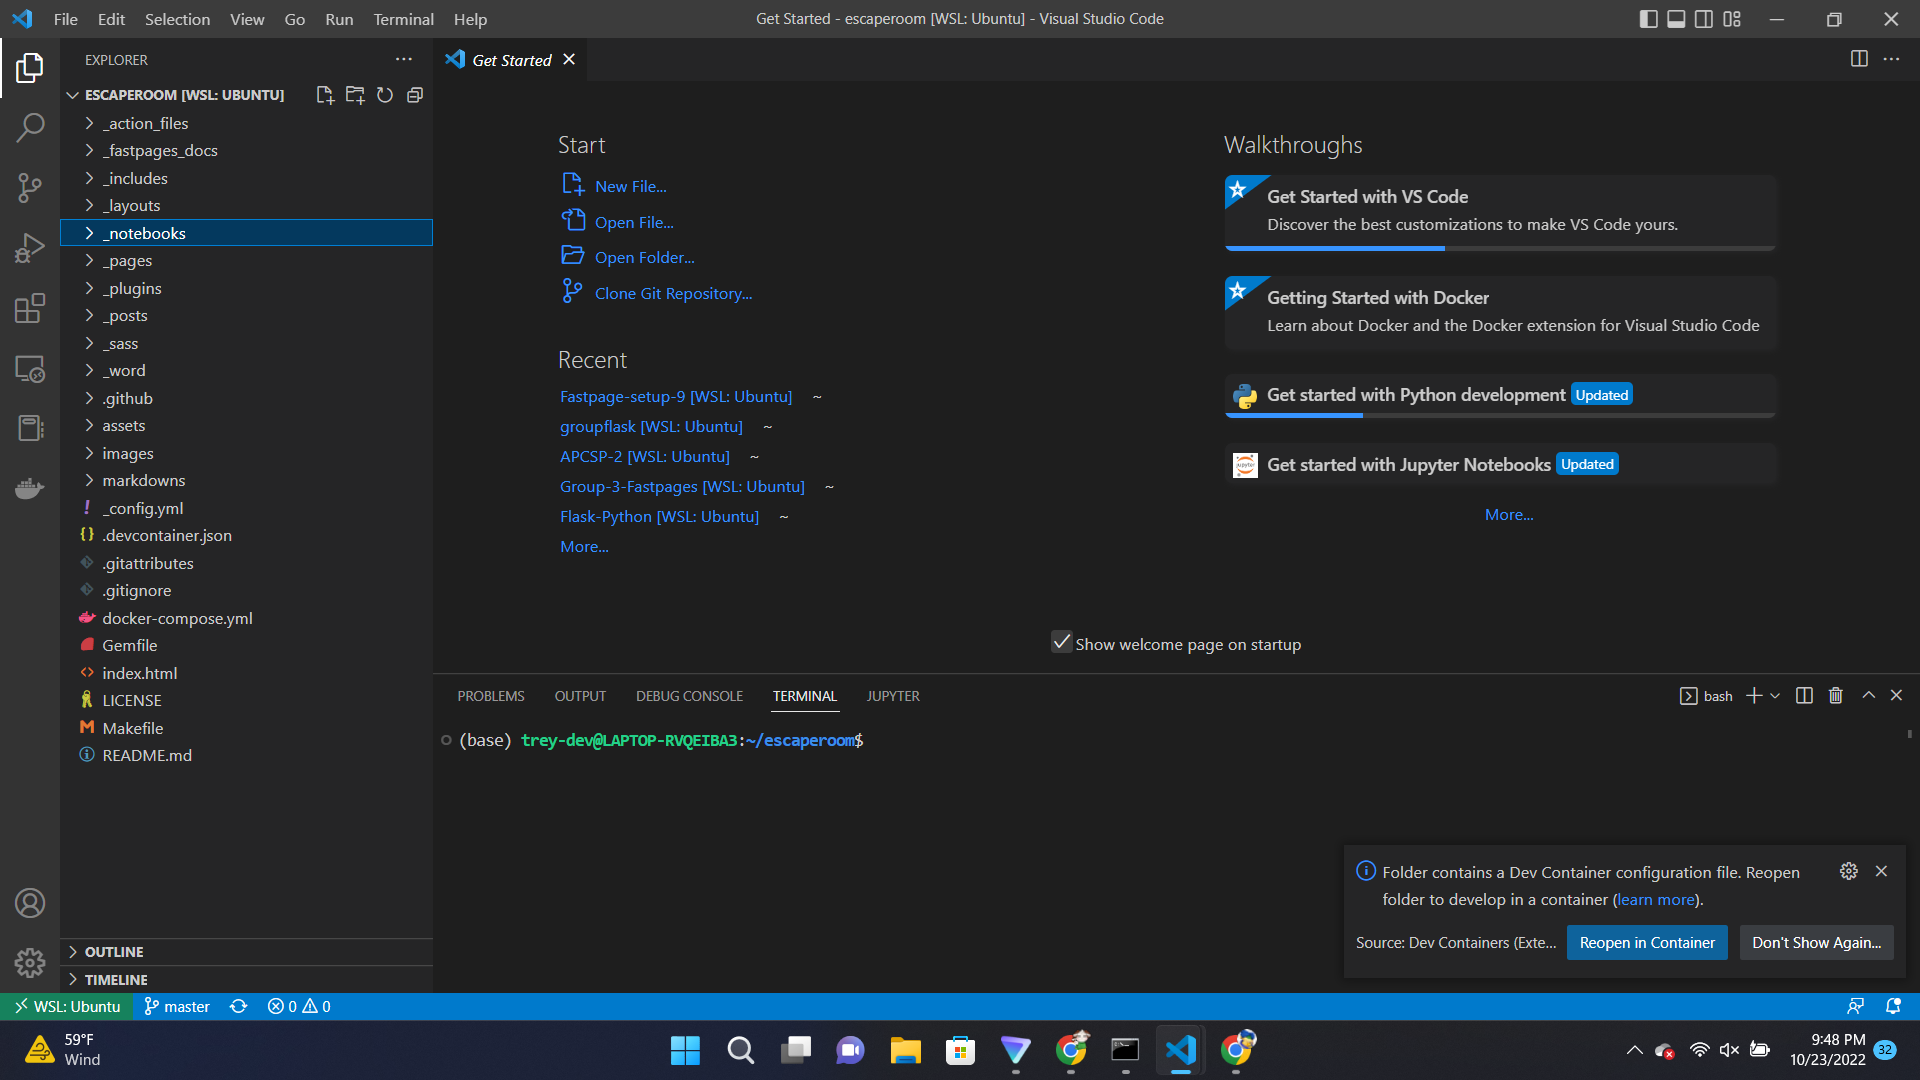 File Edit Selection View Go Run Terminal Help
Get Started - escaperoom [WSL: Ubuntu] - Visual Studio Code
EXPLORER
Get Started
ESCAPEROOM [WSL: UBUNTU]
_action_files
_fastpages_docs
_includes
_layouts
_notebooks
_pages
_plugins
_posts
_sass
_word
.github
assets
images
markdowns
_config.yml
.devcontainer.json
.gitattributes
.gitignore
docker-compose.yml
Gemfile
index.html
LICENSE
Makefile
README.md
OUTLINE
TIMELINE
Start
New File...
Open File...
Open Folder...
Clone Git Repository...
Recent
Fastpage-setup-9 [WSL: Ubuntu] ~
groupflask [WSL: Ubuntu] ~
APCSP-2 [WSL: Ubuntu] ~
Group-3-Fastpages [WSL: Ubuntu] ~
Flask-Python [WSL: Ubuntu] ~
More...
Walkthroughs
Get Started with VS Code
Discover the best customizations to make VS Code yours.
Getting Started with Docker
Learn about Docker and the Docker extension for Visual Studio Code
Get started with Python development Updated
Get started with Jupyter Notebooks Updated
More...
Show welcome page on startup
PROBLEMS OUTPUT DEBUG CONSOLE TERMINAL JUPYTER
bash
(base) trey-dev@LAPTOP-RVQEIBA3:~/escaperoom$
Folder contains a Dev Container configuration file. Reopen
folder to develop in a container (learn more).
Source: Dev Containers (Exte... Reopen in Container Don't Show Again...
WSL: Ubuntu master 0 0
59°F
Wind
9:48 PM
10/23/2022
32